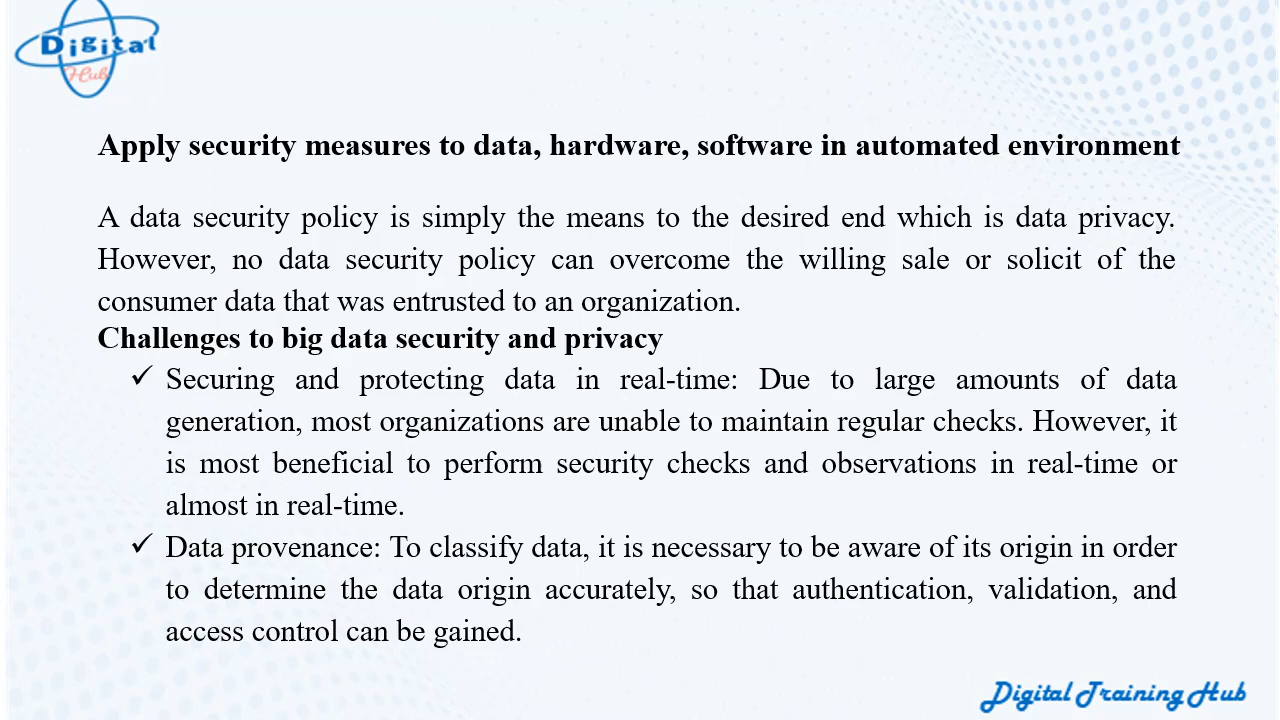 Digital
Hub
Apply security measures to data, hardware, software in automated environment
A data security policy is simply the means to the desired end which is data privacy.
However, no data security policy can overcome the willing sale or solicit of the
consumer data that was entrusted to an organization.
Challenges to big data security and privacy
✓ Securing and protecting data in real-time: Due to large amounts of data
generation, most organizations are unable to maintain regular checks. However, it
is most beneficial to perform security checks and observations in real-time or
almost in real-time.
✓ Data provenance: To classify data, it is necessary to be aware of its origin in order
to determine the data origin accurately, so that authentication, validation, and
access control can be gained.
Digital Training Hub